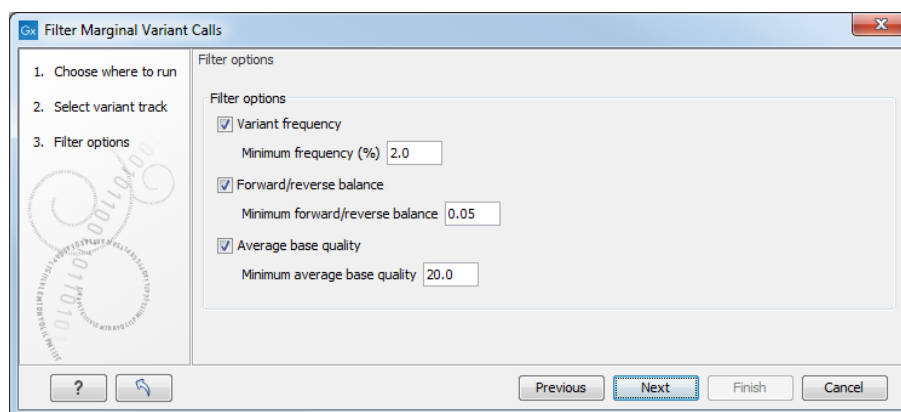 Gx Filter Marginal Variant Calls
1. Choose where to run
2. Select variant track
3. Filter options
Filter options
Filter options
Variant frequency
Minimum frequency (%) 2.0
Forward/reverse balance
Minimum forward/reverse balance 0.05
Average base quality
Minimum average base quality 20.0
?
Previous
Next
Finish
Cancel